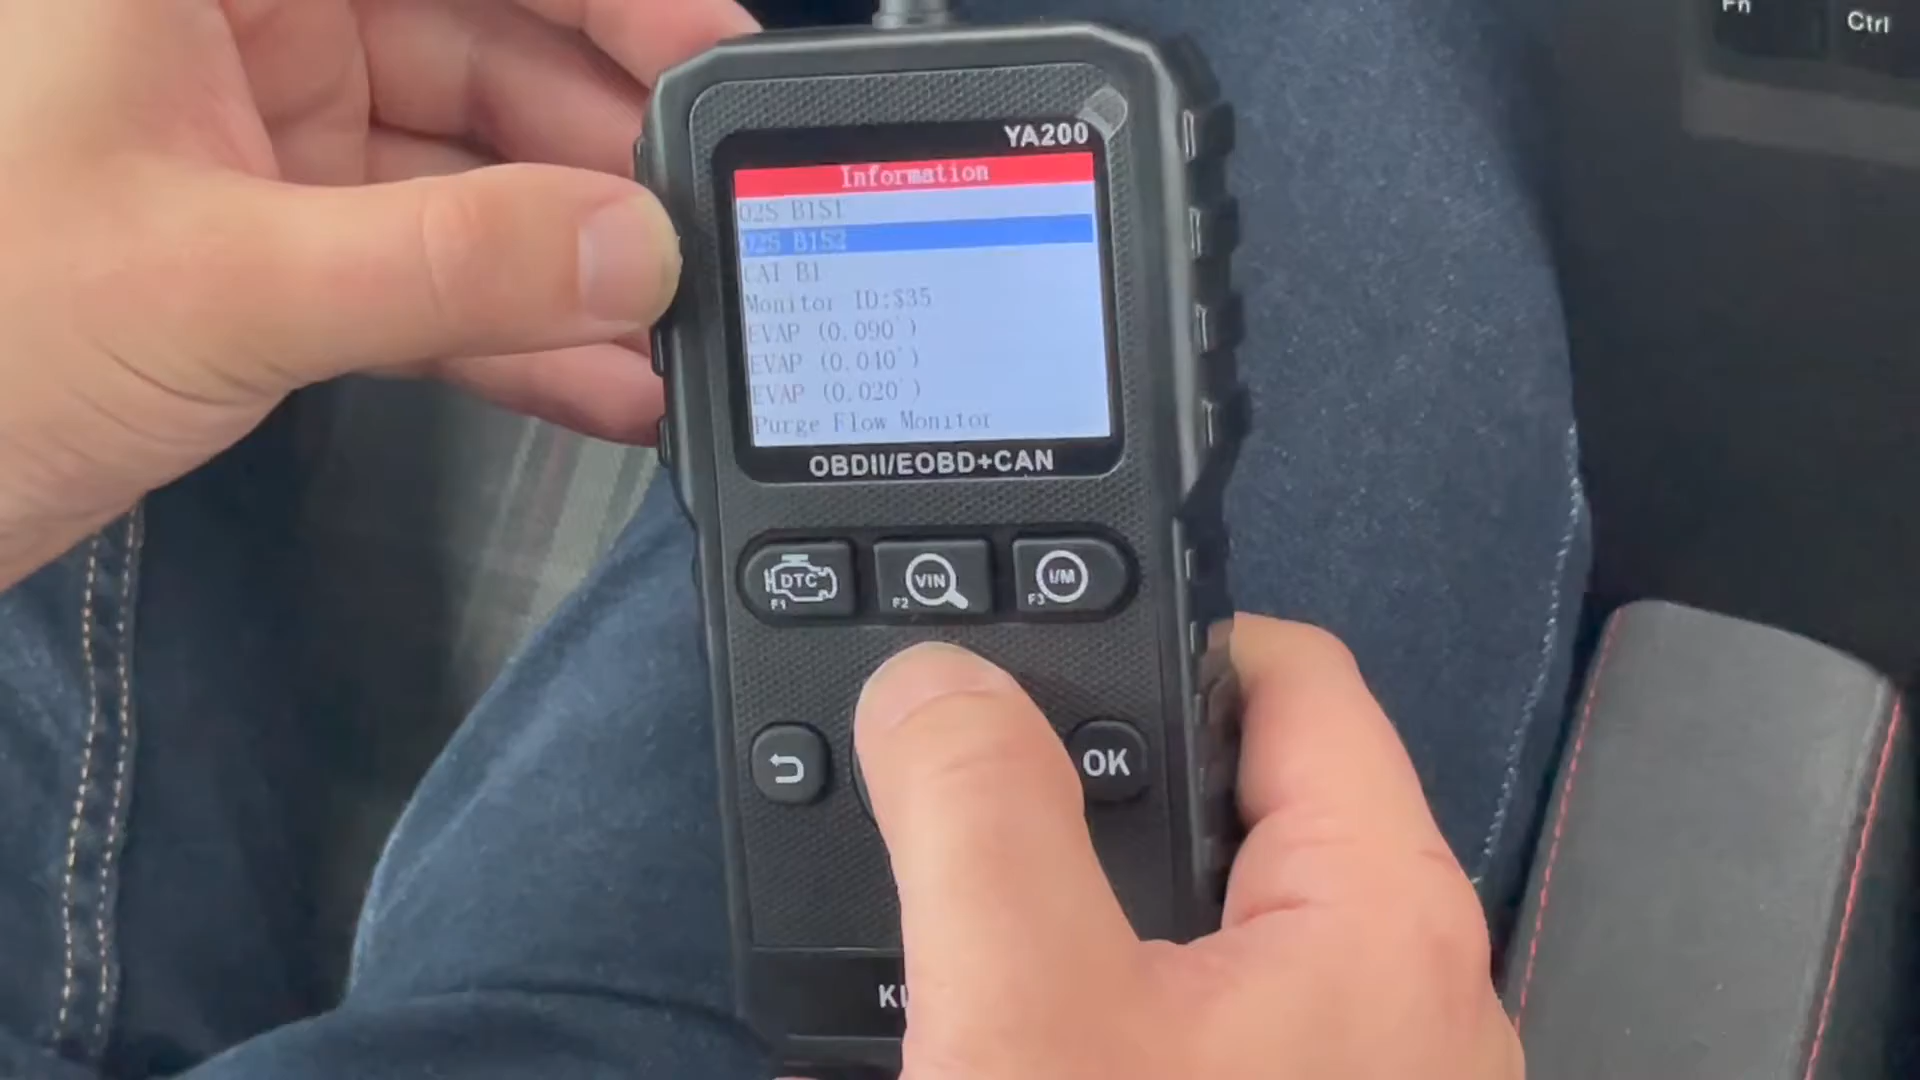 Fn
Ctrl
YA200
Information
O2S B1S1
O2S B1S2
CAT B1
Monitor ID:$35
EVAP (0.090")
EVAP (0.040")
EVAP (0.020")
Purge Flow Monitor
OBDII/EOBD+CAN
DTC
F1
VIN
F2
I/M
F3
OK